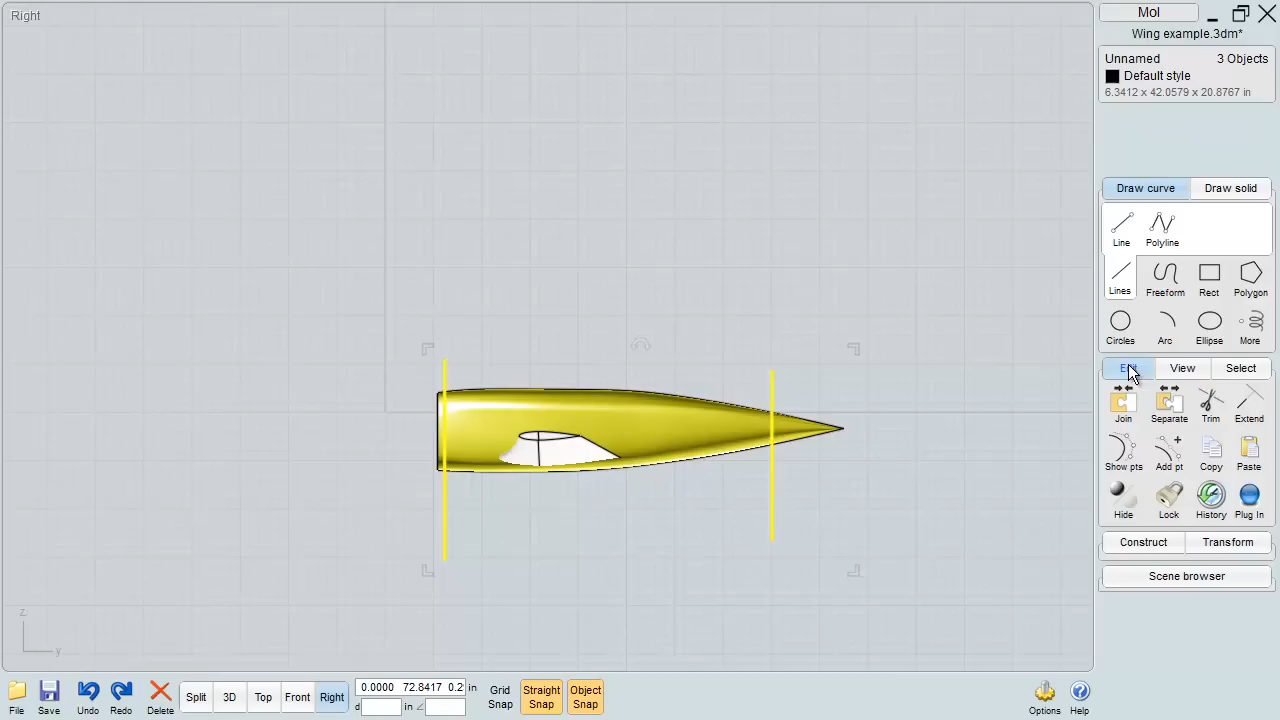 Right
MoI
Wing example.3dm*
Unnamed 3 Objects
Default style
6.3412 x 42.0579 x 20.8767 in
Draw curve Draw solid
Line Polyline
Lines Freeform Rect Polygon
Circles Arc Ellipse More
View Select
Join Separate Trim Extend
Show pts Add pt Copy Paste
Hide Lock History Plug In
Construct Transform
Scene browser
z
y
File Save Undo Redo Delete Split 3D Top Front Right 0.0000 72.8417 0.2 in
d in ∠
Grid Snap
Straight Snap
Object Snap
Options Help